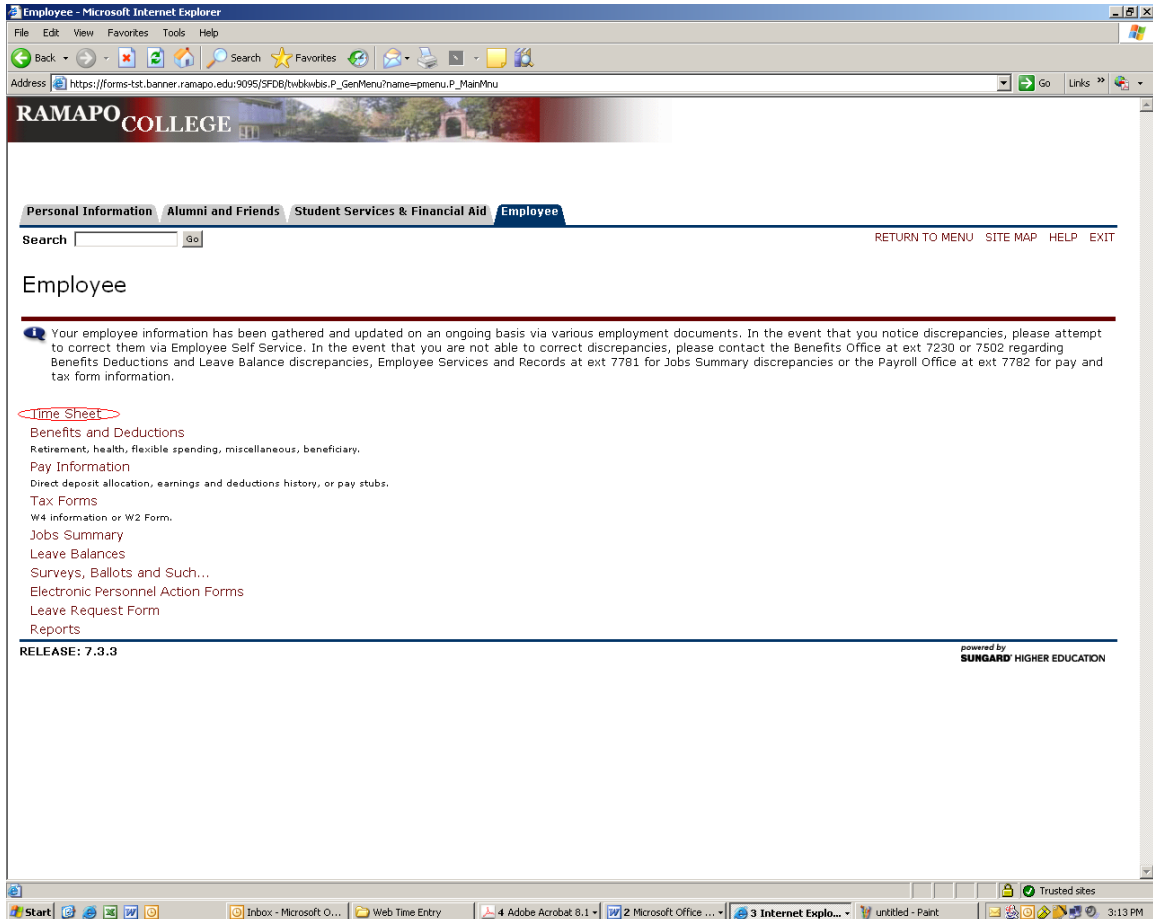 Employee - Microsoft Internet Explorer
File Edit View Favorites Tools Help
Back Search Favorites
Address https://forms-tst.banner.ramapo.edu:9095/SFDB/twbkwbis.P_GenMenu?name=pmenu.P_MainMnu Go Links »
RAMAPO COLLEGE
Personal Information Alumni and Friends Student Services & Financial Aid Employee
Search Go RETURN TO MENU SITE MAP HELP EXIT
Employee
Your employee information has been gathered and updated on an ongoing basis via various employment documents. In the event that you notice discrepancies, please attempt
to correct them via Employee Self Service. In the event that you are not able to correct discrepancies, please contact the Benefits Office at ext 7230 or 7502 regarding
Benefits Deductions and Leave Balance discrepancies, Employee Services and Records at ext 7781 for Jobs Summary discrepancies or the Payroll Office at ext 7782 for pay and
tax form information.
Time Sheet
Benefits and Deductions
Retirement, health, flexible spending, miscellaneous, beneficiary.
Pay Information
Direct deposit allocation, earnings and deductions history, or pay stubs.
Tax Forms
W4 information or W2 Form.
Jobs Summary
Leave Balances
Surveys, Ballots and Such...
Electronic Personnel Action Forms
Leave Request Form
Reports
RELEASE: 7.3.3
powered by
SUNGARD' HIGHER EDUCATION
Trusted sites
Start Inbox - Microsoft O... Web Time Entry 4 Adobe Acrobat 8.1 2 Microsoft Office ... 3 Internet Explo... untitled - Paint 3:13 PM